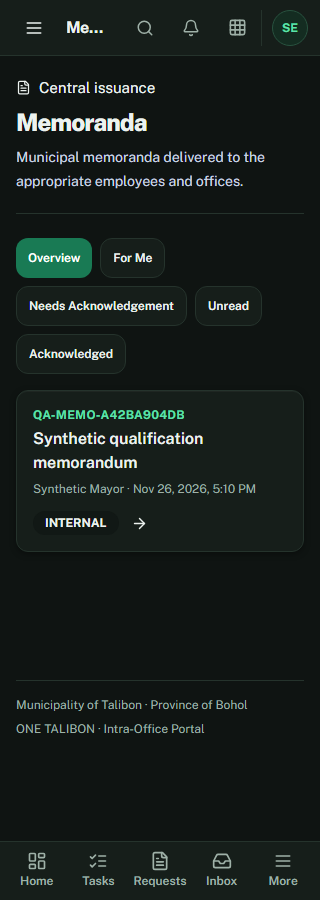 Me...
SE
Central issuance
Memoranda
Municipal memoranda delivered to the
appropriate employees and offices.
Overview
For Me
Needs Acknowledgement
Unread
Acknowledged
QA-MEMO-A42BA904DB
Synthetic qualification
memorandum
Synthetic Mayor · Nov 26, 2026, 5:10 PM
INTERNAL
Municipality of Talibon · Province of Bohol
ONE TALIBON · Intra-Office Portal
Home
Tasks
Requests
Inbox
More